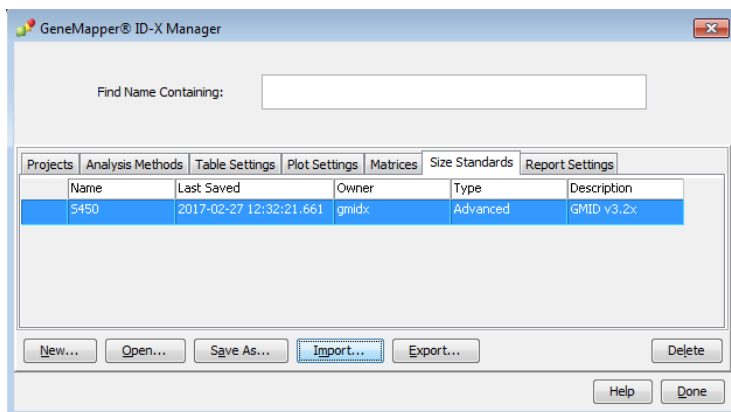 GeneMapper® ID-X Manager
Find Name Containing:
Projects Analysis Methods Table Settings Plot Settings Matrices Size Standards Report Settings
Name Last Saved Owner Type Description
S450 2017-02-27 12:32:21.661 gmidx Advanced GMID v3.2x
New... Open... Save As... Import... Export... Delete
Help Done